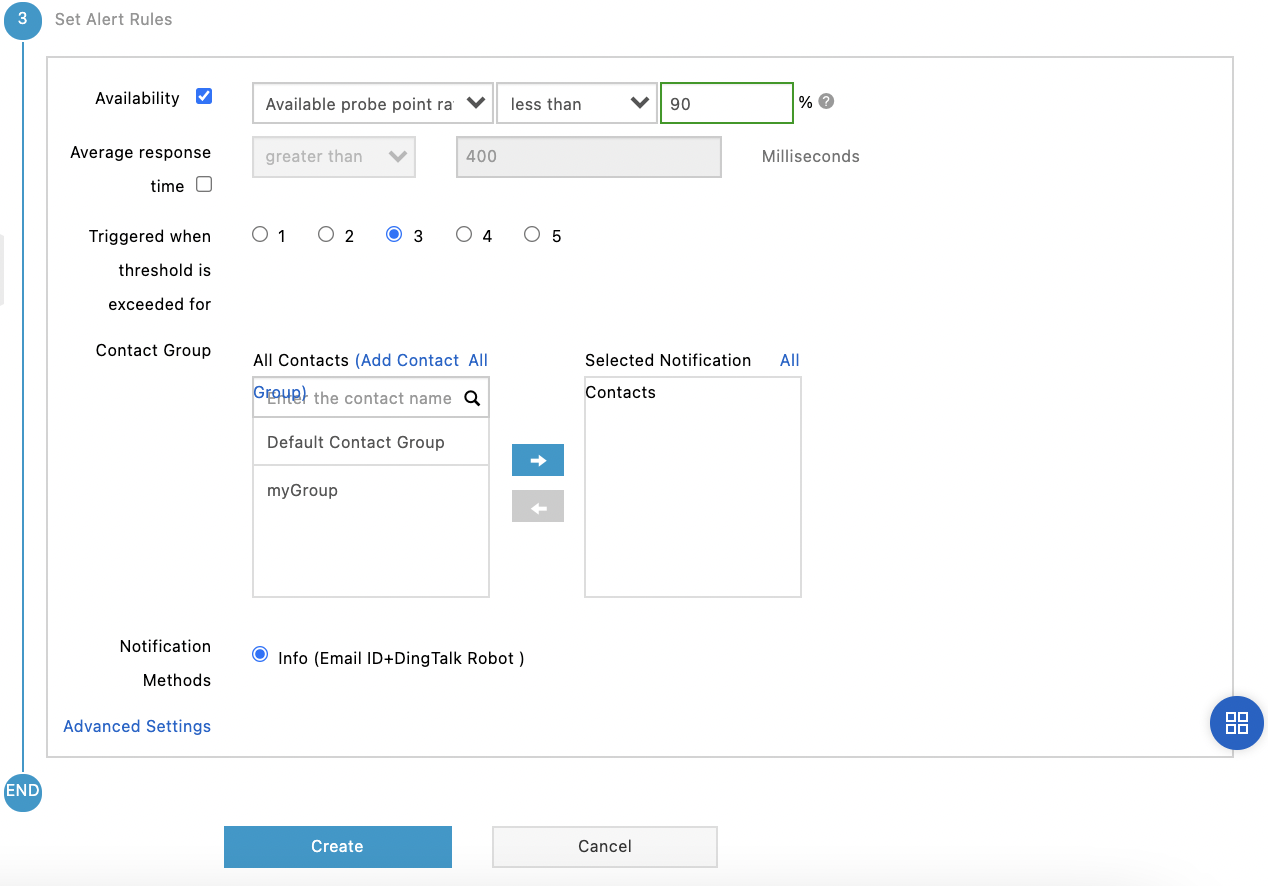 3 Set Alert Rules
Availability Available probe point ra less than 90 % ?
Average response
time greater than 400 Milliseconds
Triggered when
threshold is
exceeded for
1 2 3 4 5
Contact Group
All Contacts (Add Contact Group) All
Enter the contact name
Default Contact Group
myGroup
Selected Notification All
Contacts
Notification
Methods
Info (Email ID+DingTalk Robot )
Advanced Settings
END
Create Cancel